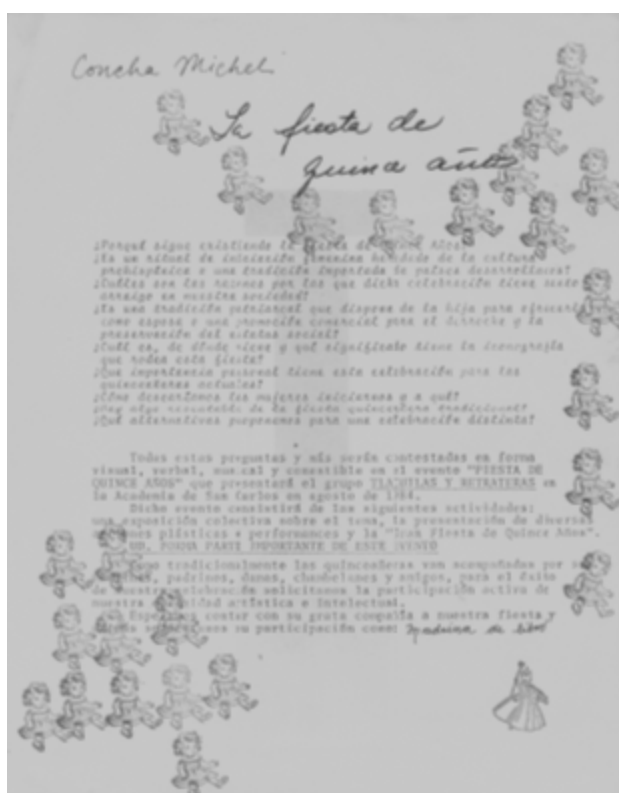 Concha Michel
La fiesta de
quince años
¿Porqué sigue existiendo la fiesta de Quince Años?
¿Es un ritual de iniciación femenina heredado de la cultura
prehispánica o una tradición importada de países desarrollados?
¿Cuáles son las razones por las que dicha celebración tiene tanto
arraigo en nuestra sociedad?
¿Es una tradición patriarcal que dispone de la hija para ofrecerla
como esposa o una promoción comercial para el derroche y la
preservación del status social?
¿Cuál es, de dónde viene y qué significado tiene la iconografía
que rodea esta fiesta?
¿Qué importancia personal tiene esta celebración para las
quinceañeras actuales?
¿Cómo desearíamos las mujeres iniciarnos y a qué?
¿Hay algo rescatable de la fiesta quinceañera tradicional?
¿Qué alternativas proponemos para una celebración distinta?
Todas estas preguntas y más serán contestadas en forma
visual, verbal, musical y comestible en el evento "FIESTA DE
QUINCE AÑOS" que presentará el grupo TLACUILAS Y RETRATERAS en
la Academia de San Carlos en agosto de 1984.
Dicho evento consistirá de las siguientes actividades:
una exposición colectiva sobre el tema, la presentación de diversas
plásticas o performances y la "Gran Fiesta de Quince Años".
UD. FORMA PARTE IMPORTANTE DE ESTE EVENTO
Como tradicionalmente las quinceañeras van acompañadas por
padrinos, damas, chambelanes y amigos, para el éxito
de nuestra celebración solicitamos la participación activa de
nuestra comunidad artística e intelectual.
Esperamos contar con su grata compañía a nuestra fiesta y
su participación como: Madrina de